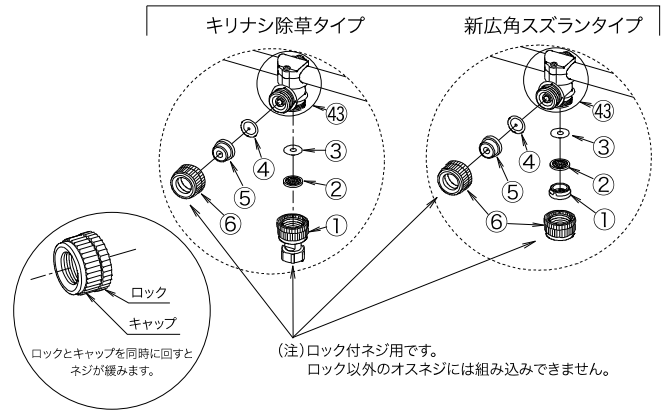 キリナシ除草タイプ
新広角スズランタイプ
㊸
③
④
②
⑤
⑥
①
㊸
③
④
②
⑤
①
⑥
ロック
キャップ
ロックとキャップを同時に回すと
ネジが緩みます。
(注)ロック付ネジ用です。
ロック以外のオスネジには組み込みできません。